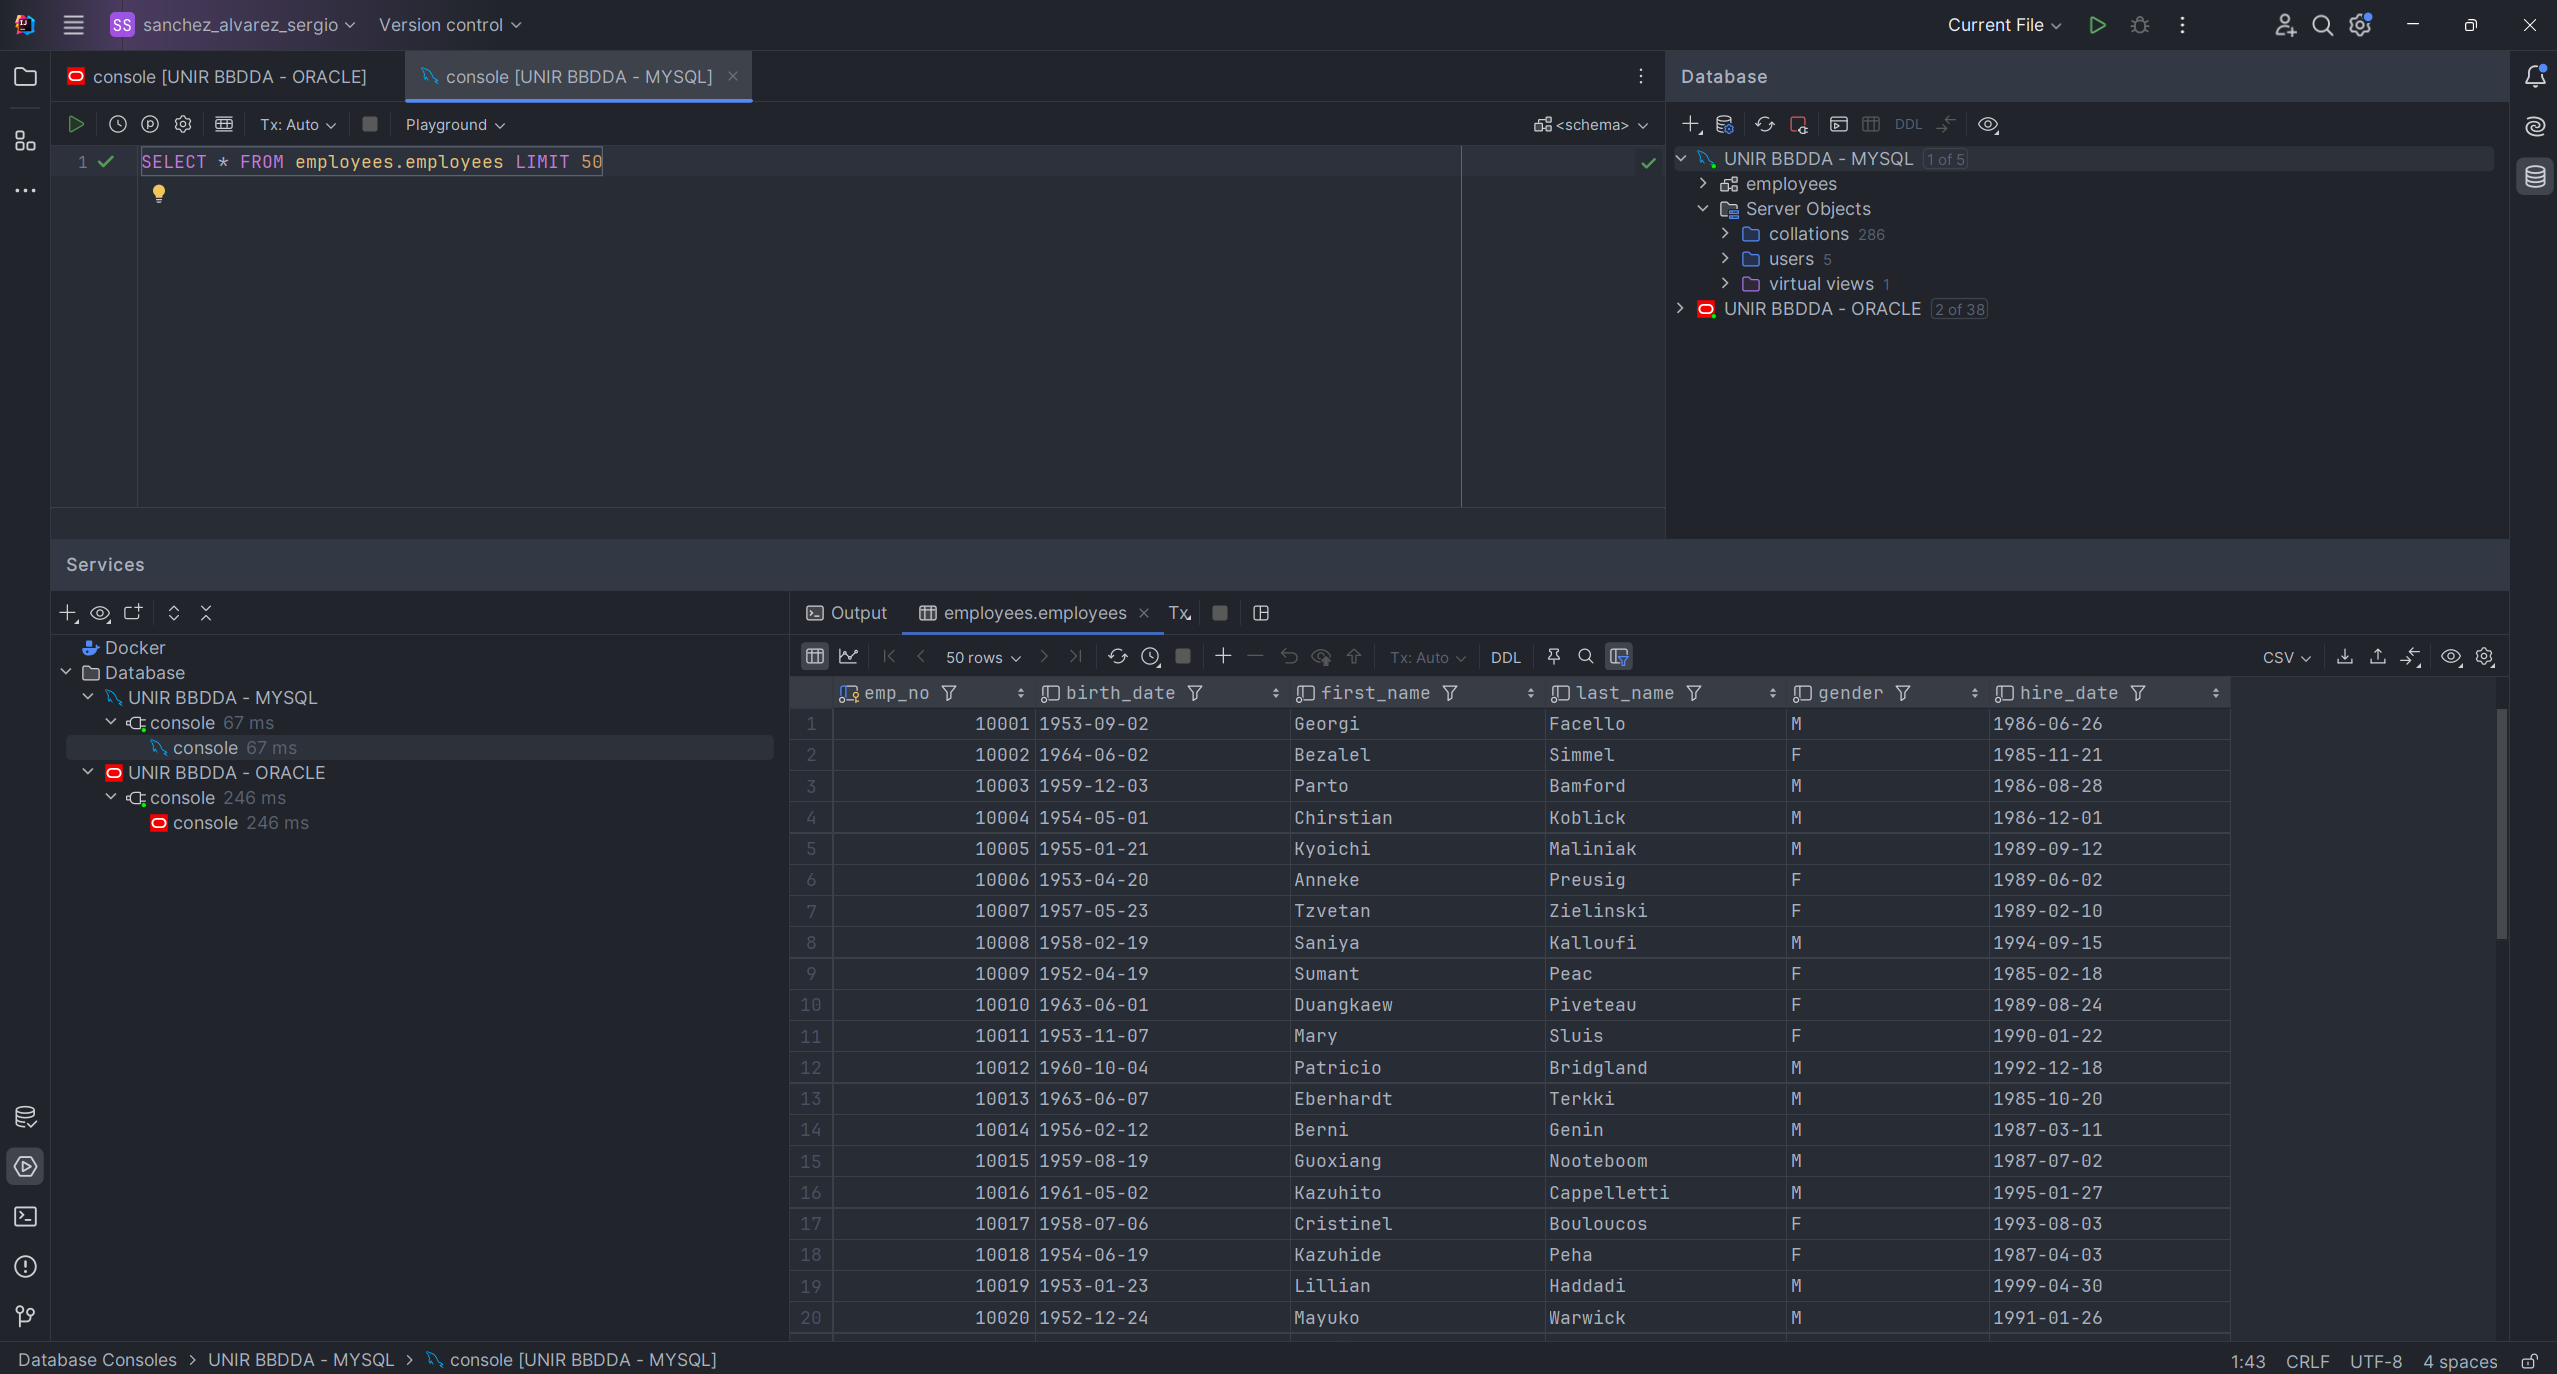 SS sanchez_alvarez_sergio Version control Current File
console [UNIR BBDDA - ORACLE] console [UNIR BBDDA - MYSQL]
Tx: Auto Playground <schema>
1 SELECT * FROM employees.employees LIMIT 50
Database
DDL
UNIR BBDDA - MYSQL 1 of 5
employees
Server Objects
collations 286
users 5
virtual views 1
UNIR BBDDA - ORACLE 2 of 38
Services
Docker
Database
UNIR BBDDA - MYSQL
console 67 ms
console 67 ms
UNIR BBDDA - ORACLE
console 246 ms
console 246 ms
Output employees.employees Tx
50 rows Tx: Auto DDL CSV
emp_no birth_date first_name last_name gender hire_date
1 10001 1953-09-02 Georgi Facello M 1986-06-26
2 10002 1964-06-02 Bezalel Simmel F 1985-11-21
3 10003 1959-12-03 Parto Bamford M 1986-08-28
4 10004 1954-05-01 Chirstian Koblick M 1986-12-01
5 10005 1955-01-21 Kyoichi Maliniak M 1989-09-12
6 10006 1953-04-20 Anneke Preusig F 1989-06-02
7 10007 1957-05-23 Tzvetan Zielinski F 1989-02-10
8 10008 1958-02-19 Saniya Kalloufi M 1994-09-15
9 10009 1952-04-19 Sumant Peac F 1985-02-18
10 10010 1963-06-01 Duangkaew Piveteau F 1989-08-24
11 10011 1953-11-07 Mary Sluis F 1990-01-22
12 10012 1960-10-04 Patricio Bridgland M 1992-12-18
13 10013 1963-06-07 Eberhardt Terkki M 1985-10-20
14 10014 1956-02-12 Berni Genin M 1987-03-11
15 10015 1959-08-19 Guoxiang Nooteboom M 1987-07-02
16 10016 1961-05-02 Kazuhito Cappelletti M 1995-01-27
17 10017 1958-07-06 Cristinel Bouloucos F 1993-08-03
18 10018 1954-06-19 Kazuhide Peha F 1987-04-03
19 10019 1953-01-23 Lillian Haddadi M 1999-04-30
20 10020 1952-12-24 Mayuko Warwick M 1991-01-26
Database Consoles > UNIR BBDDA - MYSQL > console [UNIR BBDDA - MYSQL] 1:43 CRLF UTF-8 4 spaces